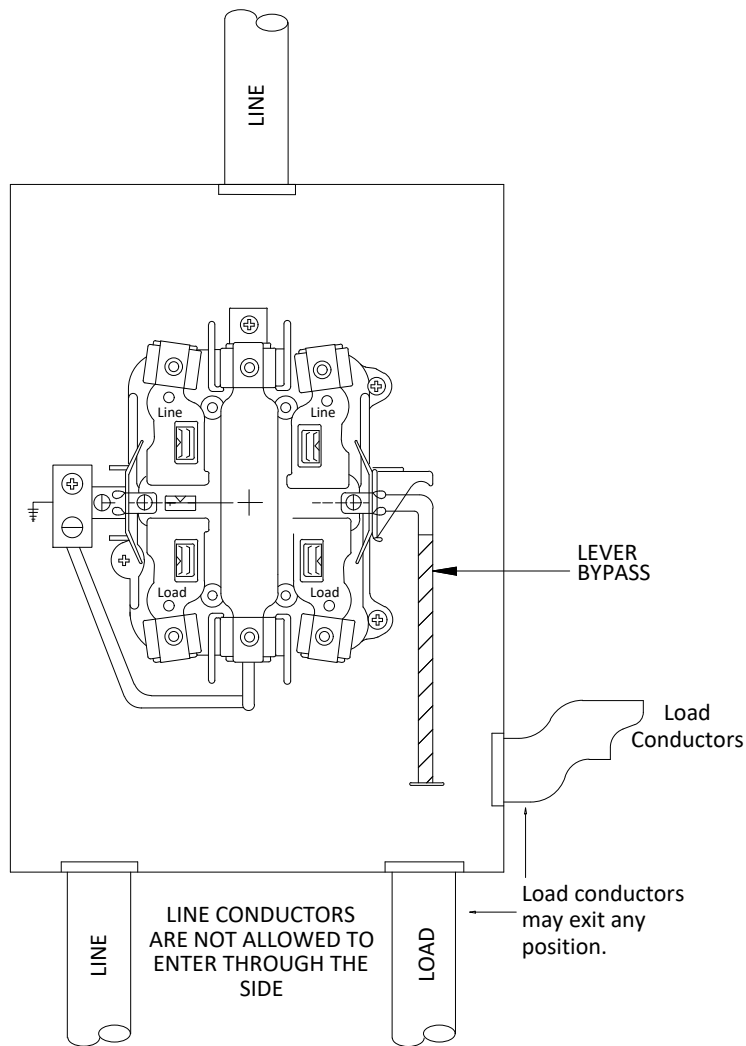 LINE
Line
Line
Load
Load
LEVER
BYPASS
Load
Conductors
Load conductors
may exit any
position.
LINE CONDUCTORS
ARE NOT ALLOWED TO
ENTER THROUGH THE
SIDE
LINE
LOAD